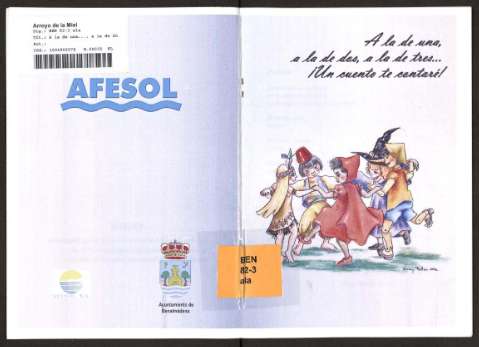 Arroyo de la Miel
AFESOL
A la de una,
a la de dos, a la de tres...
¡Un cuento te contaré!
BEN
82-3
ala
Ayuntamiento de
Benalmádena